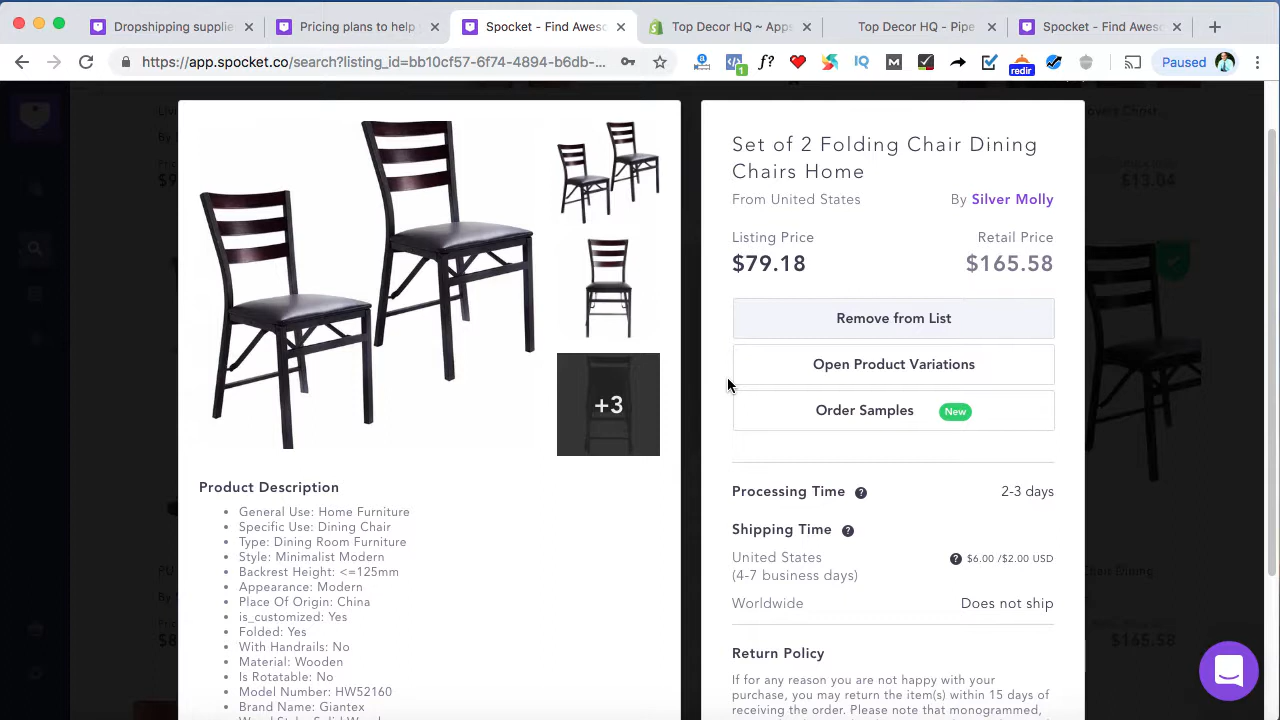 Dropshipping supplie
Pricing plans to help
Spocket - Find Aweso
Top Decor HQ ~ Apps
Top Decor HQ - Pipe
Spocket - Find Aweso
https://app.spocket.co/search?listing_id=bb10cf57-6f74-4894-b6db-...
f?
IQ
M
1
redir
Paused
Set of 2 Folding Chair Dining
Chairs Home
From United States
By Silver Molly
Listing Price
Retail Price
$79.18
$165.58
Remove from List
Open Product Variations
Order Samples New
+3
Product Description
General Use: Home Furniture
Specific Use: Dining Chair
Type: Dining Room Furniture
Style: Minimalist Modern
Backrest Height: <=125mm
Appearance: Modern
Place Of Origin: China
is_customized: Yes
Folded: Yes
With Handrails: No
Material: Wooden
Is Rotatable: No
Model Number: HW52160
Brand Name: Giantex
Processing Time ?
2-3 days
Shipping Time ?
United States
(4-7 business days)
? $6.00 /$2.00 USD
Worldwide
Does not ship
Return Policy
If for any reason you are not happy with your
purchase, you may return the item(s) within 15 days of
receiving the order. Please note that monogrammed,
$13.04
$165.58